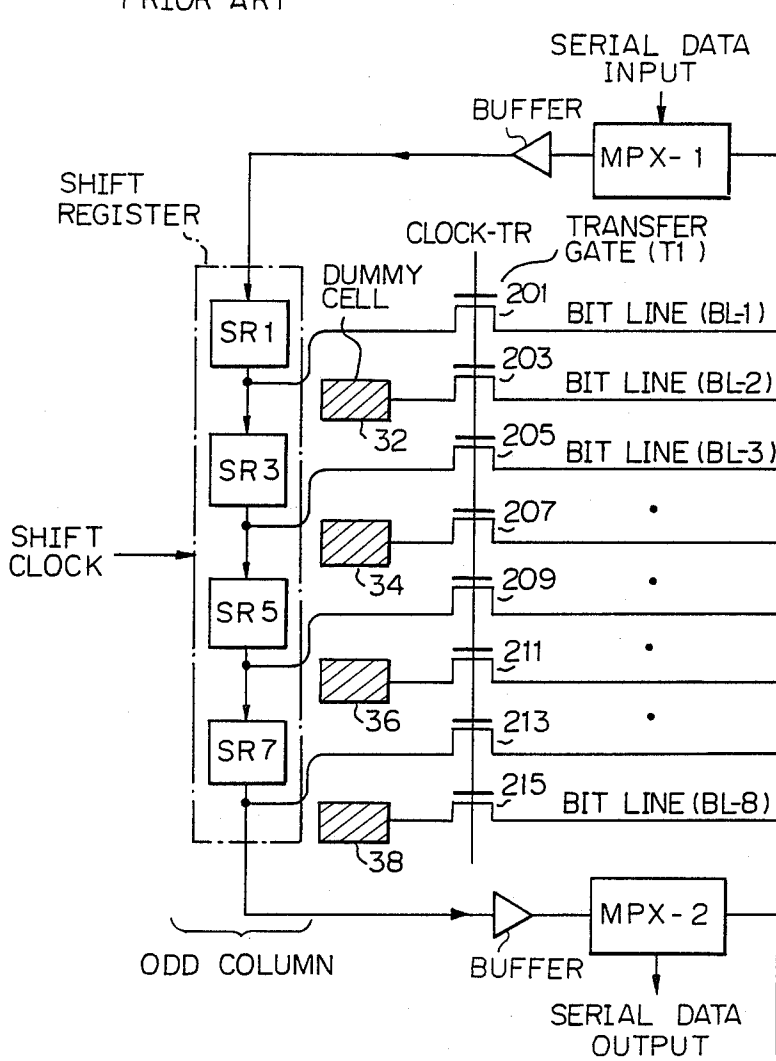 PRIOR ART
SERIAL DATA
INPUT
BUFFER
MPX-1
SHIFT
REGISTER
CLOCK-TR
TRANSFER
GATE (T1)
DUMMY
CELL
201
BIT LINE (BL-1)
SR1
203
BIT LINE (BL-2)
32
205
BIT LINE (BL-3)
SR3
207
SHIFT
CLOCK
34
209
SR5
211
36
213
SR7
215
BIT LINE (BL-8)
38
MPX-2
BUFFER
ODD COLUMN
SERIAL DATA
OUTPUT